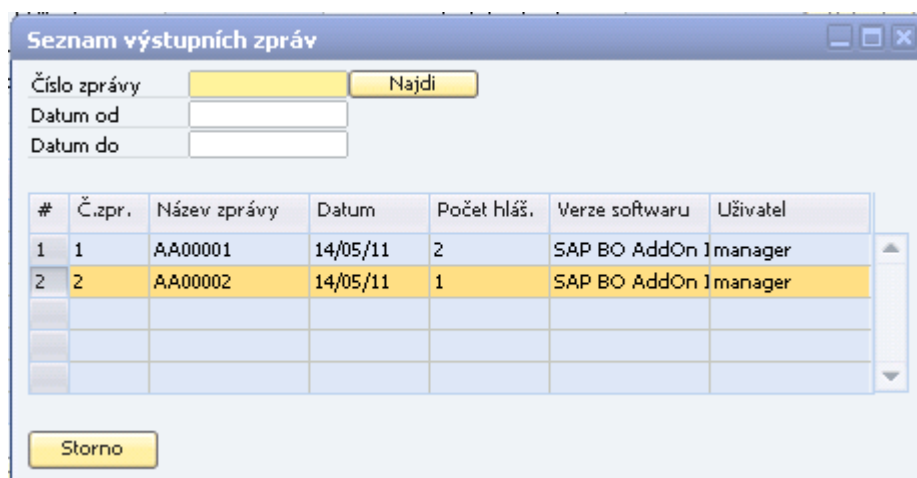 Seznam výstupních zpráv
Číslo zprávy Najdi
Datum od
Datum do
# Č.zpr. Název zprávy Datum Počet hláš. Verze softwaru Uživatel
1 1 AA00001 14/05/11 2 SAP BO AddOn manager
2 2 AA00002 14/05/11 1 SAP BO AddOn manager
Storno